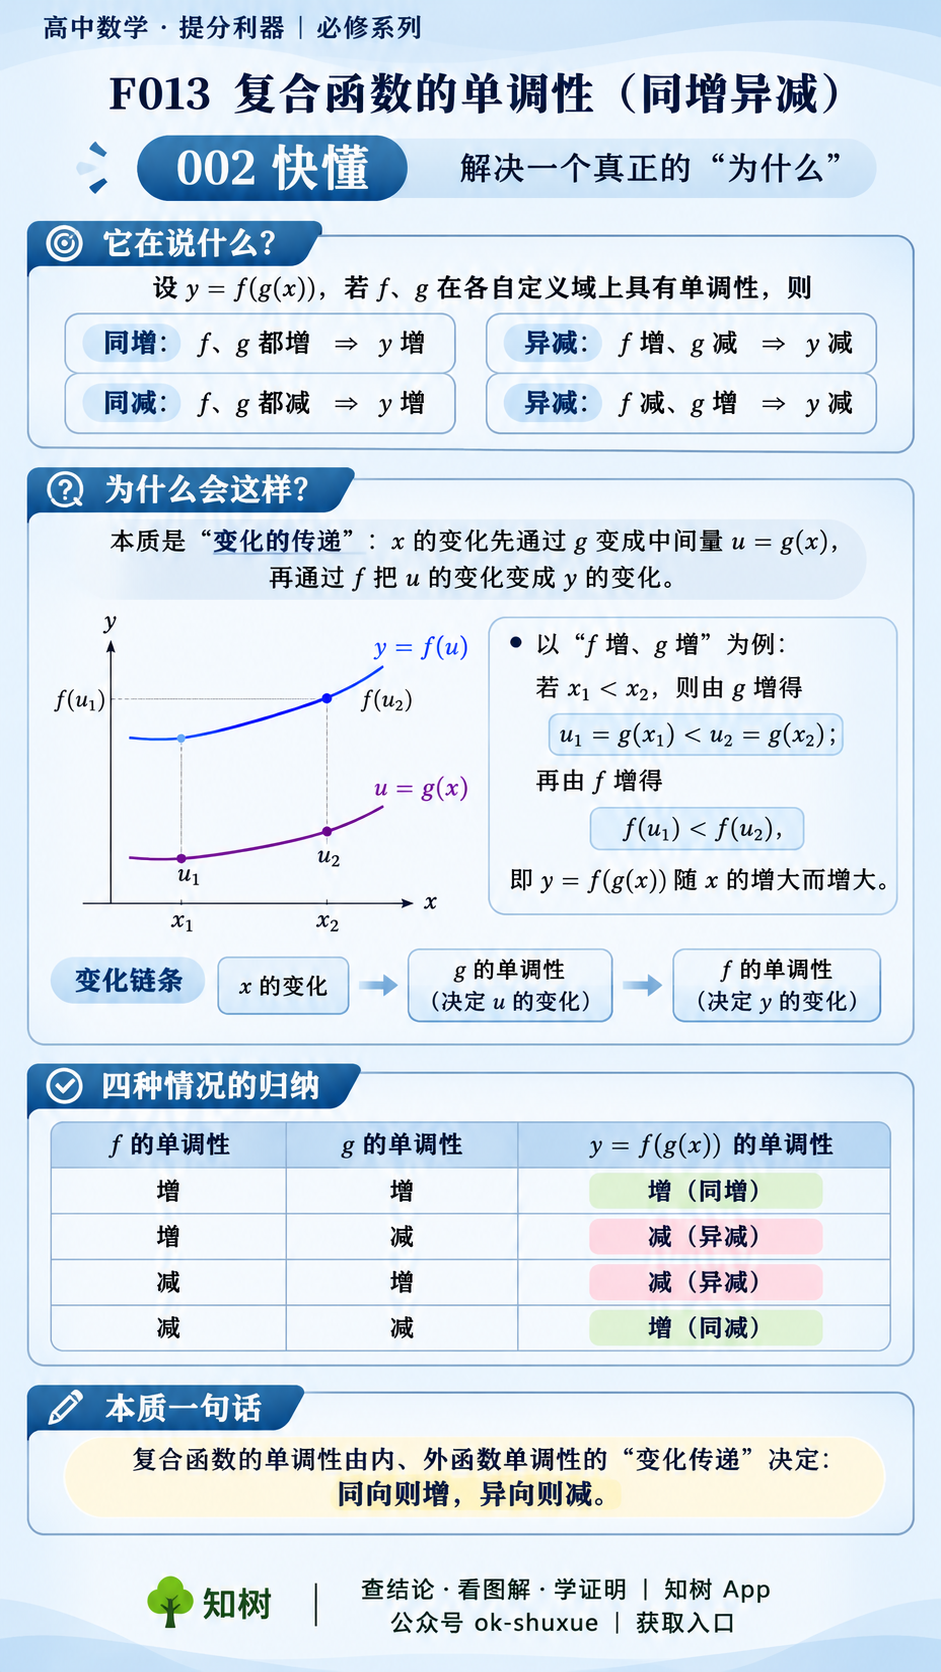 高中数学 · 提分利器 | 必修系列
F013 复合函数的单调性（同增异减）
002 快懂
解决一个真正的“为什么”
它在说什么？
设 y = f(g(x))，若 f、g 在各自定义域上具有单调性，则
同增： f、g 都增 ⇒ y 增
异减： f 增、g 减 ⇒ y 减
同减： f、g 都减 ⇒ y 增
异减： f 减、g 增 ⇒ y 减
为什么会这样？
本质是“变化的传递”：x 的变化先通过 g 变成中间量 u = g(x)，
再通过 f 把 u 的变化变成 y 的变化。
y
y = f(u)
f(u₁)
f(u₂)
u = g(x)
u₁
u₂
x
x₁
x₂
• 以“f 增、g 增”为例：
若 x₁ < x₂，则由 g 增得
u₁ = g(x₁) < u₂ = g(x₂)；
再由 f 增得
f(u₁) < f(u₂)，
即 y = f(g(x)) 随 x 的增大而增大。
变化链条
x 的变化
g 的单调性
（决定 u 的变化）
f 的单调性
（决定 y 的变化）
四种情况的归纳
f 的单调性 g 的单调性 y = f(g(x)) 的单调性
增 增 增（同增）
增 减 减（异减）
减 增 减（异减）
减 减 增（同减）
本质一句话
复合函数的单调性由内、外函数单调性的“变化传递”决定：
同向则增，异向则减。
知树
查结论 · 看图解 · 学证明 | 知树 App
公众号 ok-shuxue | 获取入口